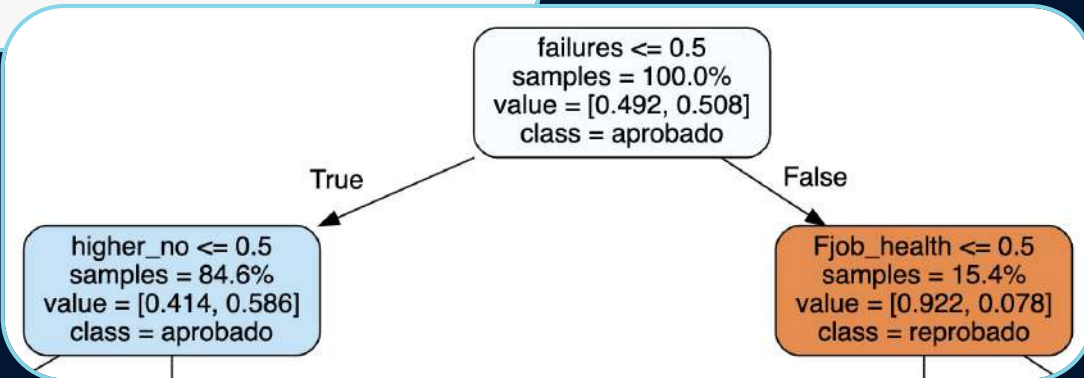 failures <= 0.5
samples = 100.0%
value = [0.492, 0.508]
class = aprobado
True
False
higher_no <= 0.5
samples = 84.6%
value = [0.414, 0.586]
class = aprobado
Fjob_health <= 0.5
samples = 15.4%
value = [0.922, 0.078]
class = reprobado